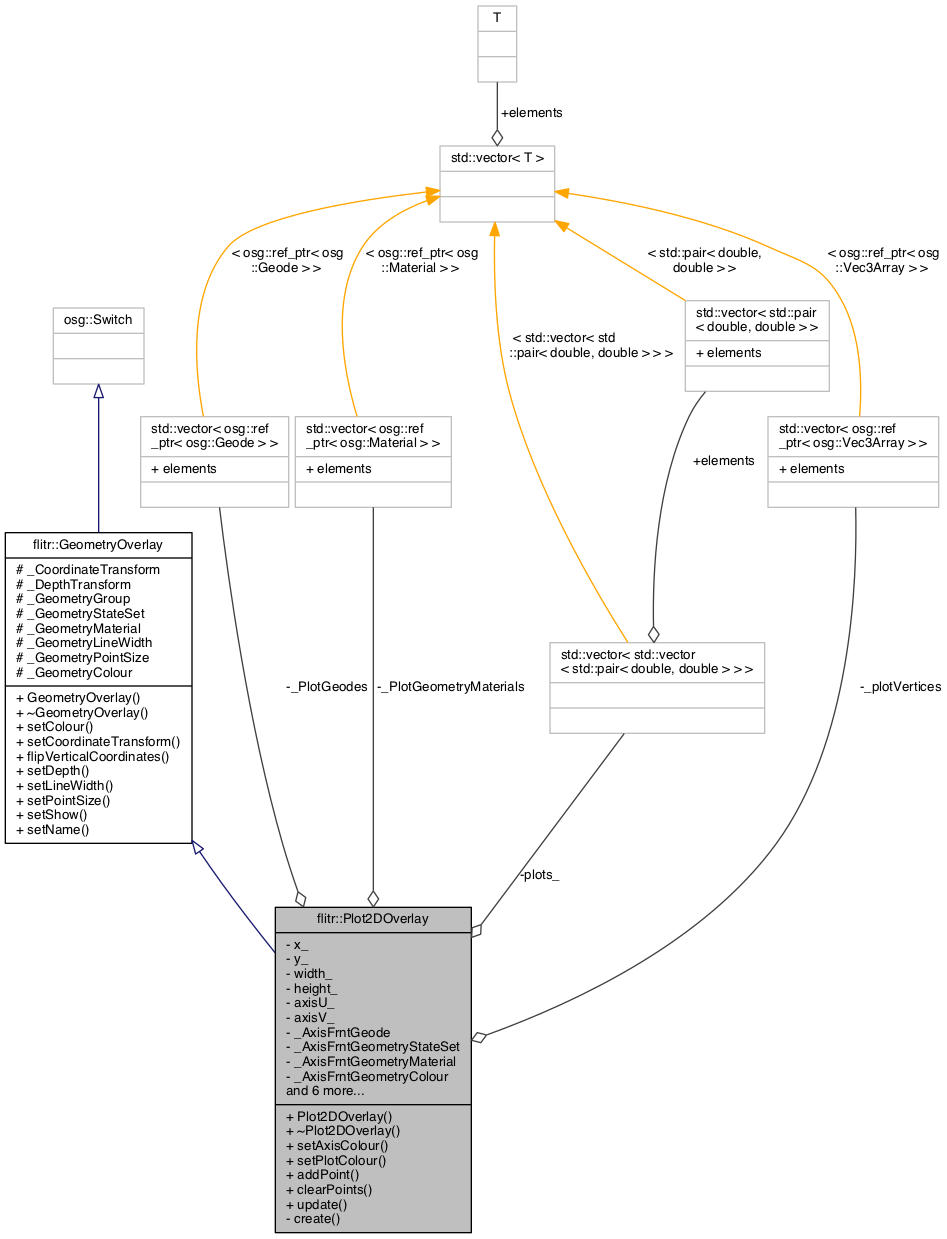 T
+elements
std::vector< T >
< osg::ref_ptr< osg
::Geode > >
< osg::ref_ptr< osg
::Material > >
< std::pair< double,
double > >
< osg::ref_ptr< osg
::Vec3Array > >
osg::Switch
std::vector< std::pair
< double, double > >
+ elements
< std::vector< std
::pair< double, double > > >
std::vector< osg::ref
_ptr< osg::Geode > >
+ elements
std::vector< osg::ref
_ptr< osg::Material > >
+ elements
std::vector< osg::ref
_ptr< osg::Vec3Array > >
+ elements
+elements
flitr::GeometryOverlay
# _CoordinateTransform
# _DepthTransform
# _GeometryGroup
# _GeometryStateSet
# _GeometryMaterial
# _GeometryLineWidth
# _GeometryPointSize
# _GeometryColour
+ GeometryOverlay()
+ ~GeometryOverlay()
+ setColour()
+ setCoordinateTransform()
+ flipVerticalCoordinates()
+ setDepth()
+ setLineWidth()
+ setPointSize()
+ setShow()
+ setName()
std::vector< std::vector
< std::pair< double, double > > >
-_PlotGeodes
-_PlotGeometryMaterials
-_plotVertices
-plots_
flitr::Plot2DOverlay
- x_
- y_
- width_
- height_
- axisU_
- axisV_
- _AxisFrntGeode
- _AxisFrntGeometryStateSet
- _AxisFrntGeometryMaterial
- _AxisFrntGeometryColour
and 6 more...
+ Plot2DOverlay()
+ ~Plot2DOverlay()
+ setAxisColour()
+ setPlotColour()
+ addPoint()
+ clearPoints()
+ update()
- create()